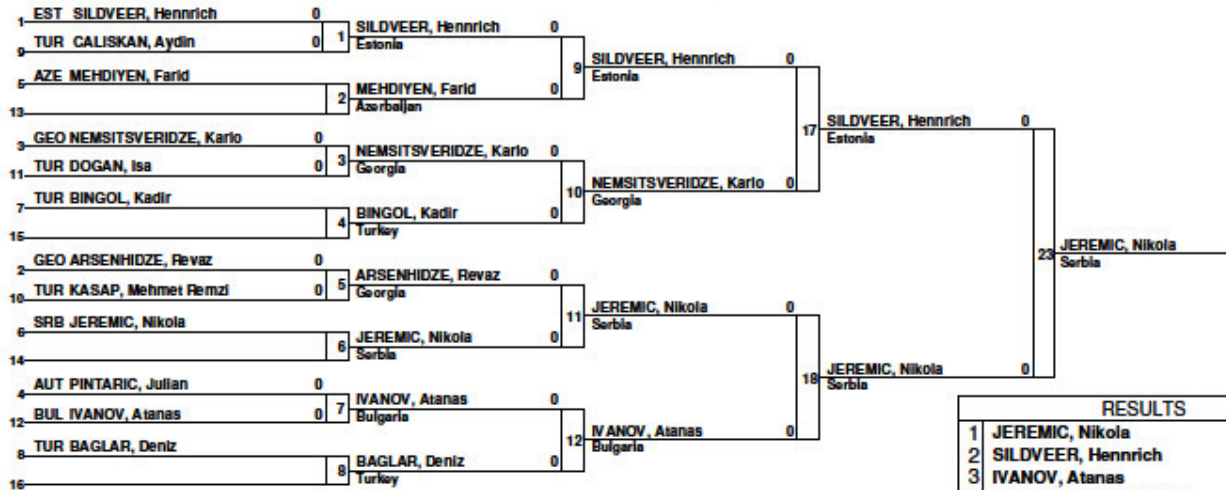 1 EST SILDVEER, Hennrich 0
9 TUR CALISKAN, Aydin 0
1 SILDVEER, Hennrich 0
Estonia
5 AZE MEHDIYEN, Farid
13
2 MEHDIYEN, Farid 0
Azerbaijan
9 SILDVEER, Hennrich 0
Estonia
3 GEO NEMSITSVERIDZE, Karlo 0
11 TUR DOGAN, Isa 0
3 NEMSITSVERIDZE, Karlo 0
Georgia
7 TUR BINGOL, Kadir
15
4 BINGOL, Kadir 0
Turkey
10 NEMSITSVERIDZE, Karlo 0
Georgia
17 SILDVEER, Hennrich 0
Estonia
2 GEO ARSENHIDZE, Revaz 0
10 TUR KASAP, Mehmet Remzi 0
5 ARSENHIDZE, Revaz 0
Georgia
6 SRB JEREMIC, Nikola
14
6 JEREMIC, Nikola 0
Serbia
11 JEREMIC, Nikola 0
Serbia
4 AUT PINTARIC, Julian 0
12 BUL IVANOV, Atanas 0
7 IVANOV, Atanas 0
Bulgaria
8 TUR BAGLAR, Deniz
16
8 BAGLAR, Deniz 0
Turkey
12 IVANOV, Atanas 0
Bulgaria
18 JEREMIC, Nikola 0
Serbia
23 JEREMIC, Nikola
Serbia
RESULTS
1 JEREMIC, Nikola
2 SILDVEER, Hennrich
3 IVANOV, Atanas